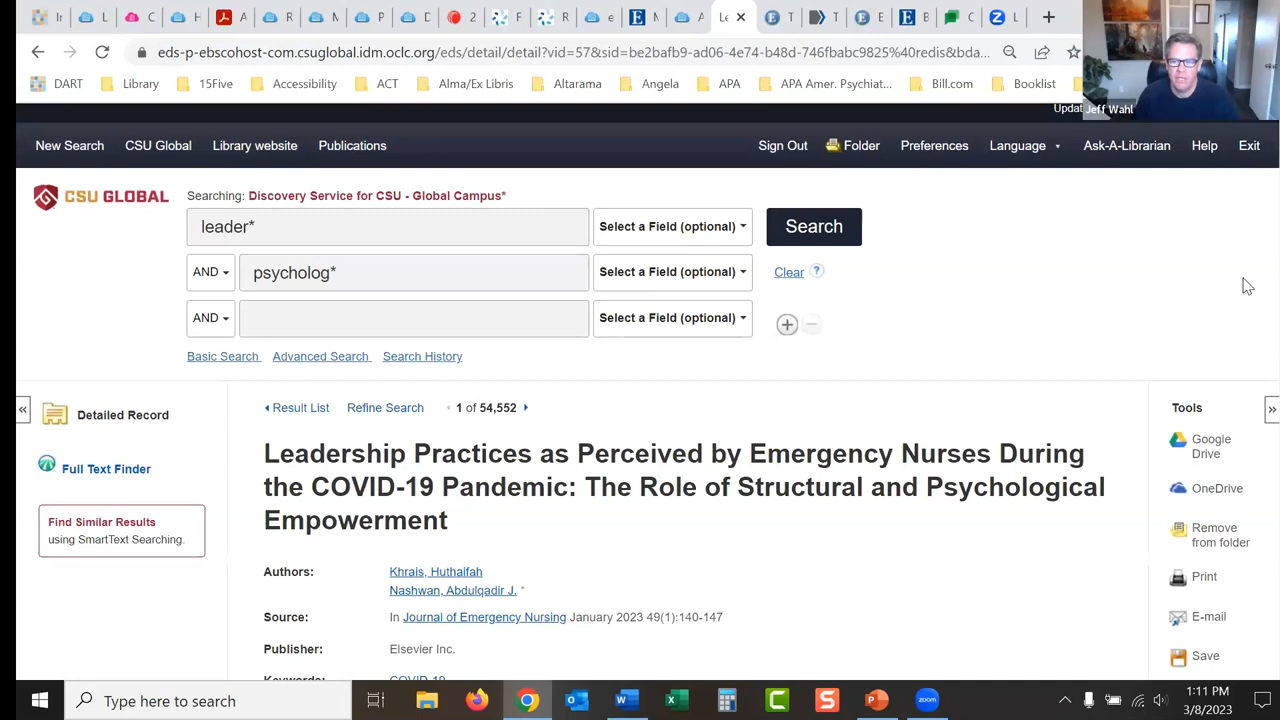 eds-p-ebscohost-com.csuglobal.idm.oclc.org/eds/detail/detail?vid=57&sid=be2bafb9-ad06-4e74-b48d-746fbabc9825%40redis&bda...
DART Library 15Five Accessibility ACT Alma/Ex Libris Altarama Angela APA APA Amer. Psychiat... Bill.com Booklist
Updat Jeff Wahl
New Search CSU Global Library website Publications Sign Out Folder Preferences Language Ask-A-Librarian Help Exit
CSU GLOBAL
Searching: Discovery Service for CSU - Global Campus*
leader* Select a Field (optional) Search
AND psycholog* Select a Field (optional) Clear ?
AND Select a Field (optional)
Basic Search Advanced Search Search History
Detailed Record
Full Text Finder
Find Similar Results
using SmartText Searching.
Result List Refine Search 1 of 54,552
Leadership Practices as Perceived by Emergency Nurses During
the COVID-19 Pandemic: The Role of Structural and Psychological
Empowerment
Authors: Khrais, Huthaifah
Nashwan, Abdulqadir J. *
Source: In Journal of Emergency Nursing January 2023 49(1):140-147
Publisher: Elsevier Inc.
Keywords: COVID-19
Tools
Google
Drive
OneDrive
Remove
from folder
Print
E-mail
Save
Type here to search
1:11 PM
3/8/2023